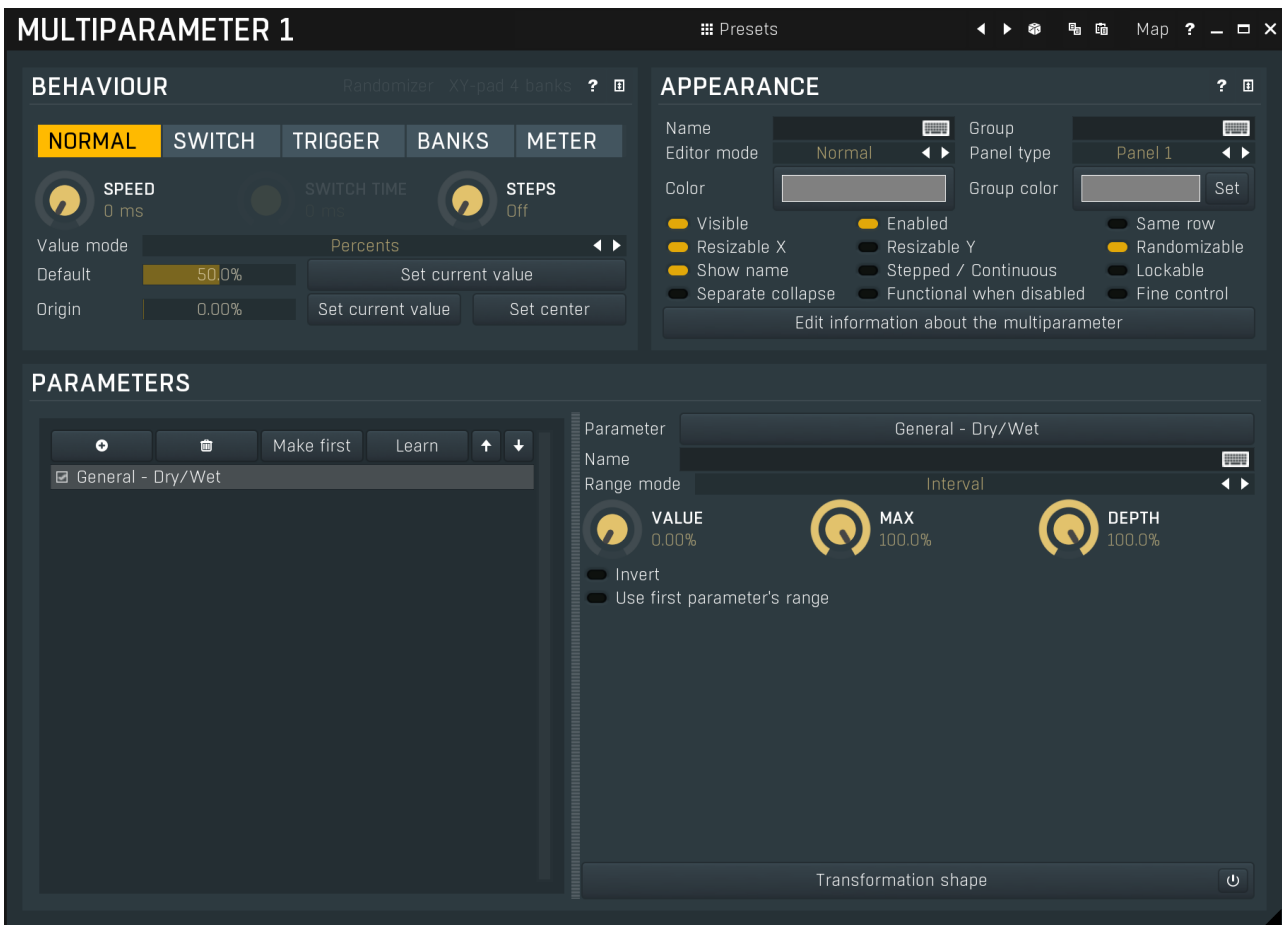 MULTIPARAMETER 1 Presets Map ?
BEHAVIOUR Randomizer XY-pad 4 banks ?
NORMAL SWITCH TRIGGER BANKS METER
SPEED
0 ms
SWITCH TIME
0 ms
STEPS
Off
Value mode Percents
Default 50.0% Set current value
Origin 0.00% Set current value Set center
APPEARANCE ?
Name Group
Editor mode Normal Panel type Panel 1
Color Group color Set
Visible Enabled Same row
Resizable X Resizable Y Randomizable
Show name Stepped / Continuous Lockable
Separate collapse Functional when disabled Fine control
Edit information about the multiparameter
PARAMETERS
Make first Learn
General - Dry/Wet
Parameter General - Dry/Wet
Name
Range mode Interval
VALUE
0.00%
MAX
100.0%
DEPTH
100.0%
Invert
Use first parameter's range
Transformation shape